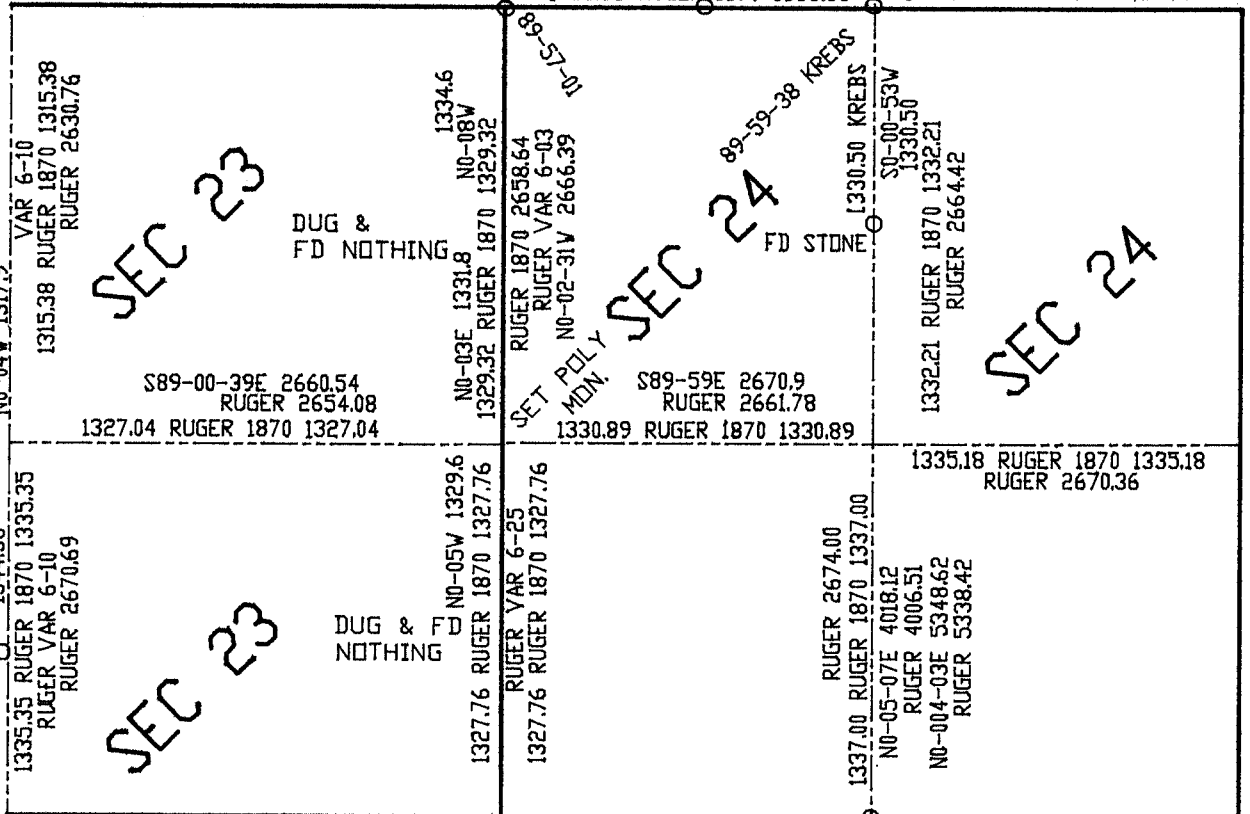 VAR 6-10
1315.38 RUGER 1870 1315.38
RUGER 2630.76
SEC 23
DUG &
FD NOTHING
1334.6
N0-08W
N0-03E 1331.8
1329.32 RUGER 1870 1329.32
S89-00-39E 2660.54
RUGER 2654.08
1327.04 RUGER 1870 1327.04
89-57-01
RUGER 1870 2658.64
RUGER VAR 6-03
N0-02-31W 2666.39
SET POLY
MON.
SEC 24
89-59-38 KREBS
FD STONE
1330.50 KREBS
S89-59E 2670.9
RUGER 2661.78
1330.89 RUGER 1870 1330.89
S0-00-53W
1330.50
1332.21 RUGER 1870 1332.21
RUGER 2664.42
SEC 24
1335.18 RUGER 1870 1335.18
RUGER 2670.36
1335.35 RUGER 1870 1335.35
RUGER VAR 6-10
RUGER 2670.69
SEC 23
DUG & FD
NOTHING
N0-05W 1329.6
1327.76 RUGER 1870 1327.76
RUGER VAR 6-25
1327.76 RUGER 1870 1327.76
RUGER 2674.00
1337.00 RUGER 1870 1337.00
N0-05-07E 4018.12
RUGER 4006.51
N0-004-03E 5348.62
RUGER 5338.42